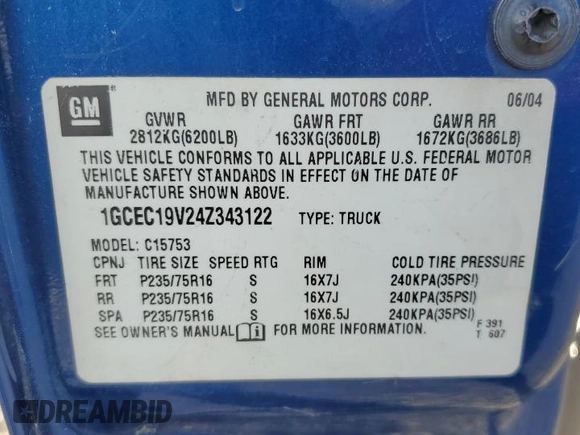 GM
MFD BY GENERAL MOTORS CORP. 06/04
GVWR GAWR FRT GAWR RR
2812KG(6200LB) 1633KG(3600LB) 1672KG(3686LB)
THIS VEHICLE CONFORMS TO ALL APPLICABLE U.S. FEDERAL MOTOR
VEHICLE SAFETY STANDARDS IN EFFECT ON THE DATE OF
MANUFACTURE SHOWN ABOVE.
1GCEC19V24Z343122 TYPE: TRUCK
MODEL: C15753
CPNJ TIRE SIZE SPEED RTG RIM COLD TIRE PRESSURE
FRT P235/75R16 S 16X7J 240KPA(35PSI)
RR P235/75R16 S 16X7J 240KPA(35PSI)
SPA P235/75R16 S 16X6.5J 240KPA(35PSI)
SEE OWNER'S MANUAL FOR MORE INFORMATION.
F 391
T 607
DREAMBID